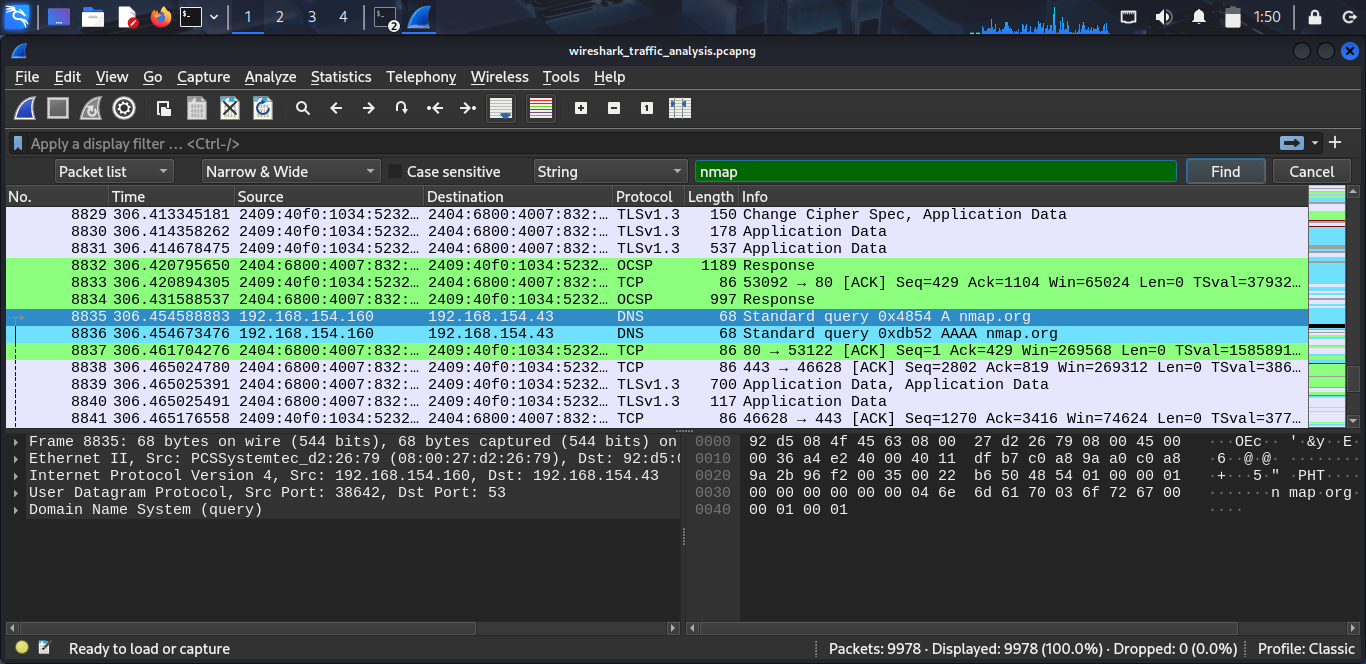 1 2 3 4 2 1:50
wireshark_traffic_analysis.pcapng
File Edit View Go Capture Analyze Statistics Telephony Wireless Tools Help
Apply a display filter … <Ctrl-/>
Packet list Narrow & Wide Case sensitive String nmap Find Cancel
No. Time Source Destination Protocol Length Info
8829 306.413345181 2409:40f0:1034:5232… 2404:6800:4007:832:… TLSv1.3 150 Change Cipher Spec, Application Data
8830 306.414358262 2409:40f0:1034:5232… 2404:6800:4007:832:… TLSv1.3 178 Application Data
8831 306.414678475 2409:40f0:1034:5232… 2404:6800:4007:832:… TLSv1.3 537 Application Data
8832 306.420795650 2404:6800:4007:832:… 2409:40f0:1034:5232… OCSP 1189 Response
8833 306.420894305 2409:40f0:1034:5232… 2404:6800:4007:832:… TCP 86 53092 → 80 [ACK] Seq=429 Ack=1104 Win=65024 Len=0 TSval=37932…
8834 306.431588537 2404:6800:4007:832:… 2409:40f0:1034:5232… OCSP 997 Response
8835 306.454588883 192.168.154.160 192.168.154.43 DNS 68 Standard query 0x4854 A nmap.org
8836 306.454673476 192.168.154.160 192.168.154.43 DNS 68 Standard query 0xdb52 AAAA nmap.org
8837 306.461704276 2404:6800:4007:832:… 2409:40f0:1034:5232… TCP 86 80 → 53122 [ACK] Seq=1 Ack=429 Win=269568 Len=0 TSval=1585891…
8838 306.465024780 2404:6800:4007:832:… 2409:40f0:1034:5232… TCP 86 443 → 46628 [ACK] Seq=2802 Ack=819 Win=269312 Len=0 TSval=386…
8839 306.465025391 2404:6800:4007:832:… 2409:40f0:1034:5232… TLSv1.3 700 Application Data, Application Data
8840 306.465025491 2404:6800:4007:832:… 2409:40f0:1034:5232… TLSv1.3 117 Application Data
8841 306.465176558 2409:40f0:1034:5232… 2404:6800:4007:832:… TCP 86 46628 → 443 [ACK] Seq=1270 Ack=3416 Win=74624 Len=0 TSval=377…
Frame 8835: 68 bytes on wire (544 bits), 68 bytes captured (544 bits) on
Ethernet II, Src: PCSSystemtec_d2:26:79 (08:00:27:d2:26:79), Dst: 92:d5:0
Internet Protocol Version 4, Src: 192.168.154.160, Dst: 192.168.154.43
User Datagram Protocol, Src Port: 38642, Dst Port: 53
Domain Name System (query)
0000 92 d5 08 4f 45 63 08 00 27 d2 26 79 08 00 45 00 ···OEc·· '·&y··E·
0010 00 36 a4 e2 40 00 40 11 df b7 c0 a8 9a a0 c0 a8 ·6··@·@· ········
0020 9a 2b 96 f2 00 35 00 22 b6 50 48 54 01 00 00 01 ·+···5·" ·PHT····
0030 00 00 00 00 00 00 04 6e 6d 61 70 03 6f 72 67 00 ·······n map·org·
0040 00 01 00 01 ····
Ready to load or capture
Packets: 9978 · Displayed: 9978 (100.0%) · Dropped: 0 (0.0%)
Profile: Classic